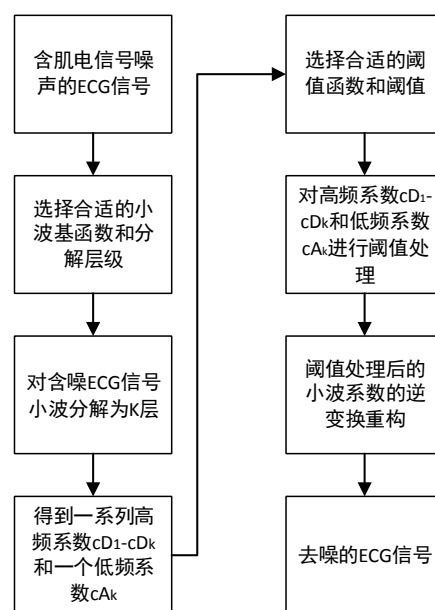 含肌电信号噪
声的ECG信号
选择合适的小
波基函数和分
解层级
对含噪ECG信号
小波分解为K层
得到一系列高
频系数cD₁-cDₖ
和一个低频系
数cAₖ
选择合适的阈
值函数和阈值
对高频系数cD₁-
cDₖ和低频系数
cAₖ进行阈值处
理
阈值处理后的
小波系数的逆
变换重构
去噪的ECG信号